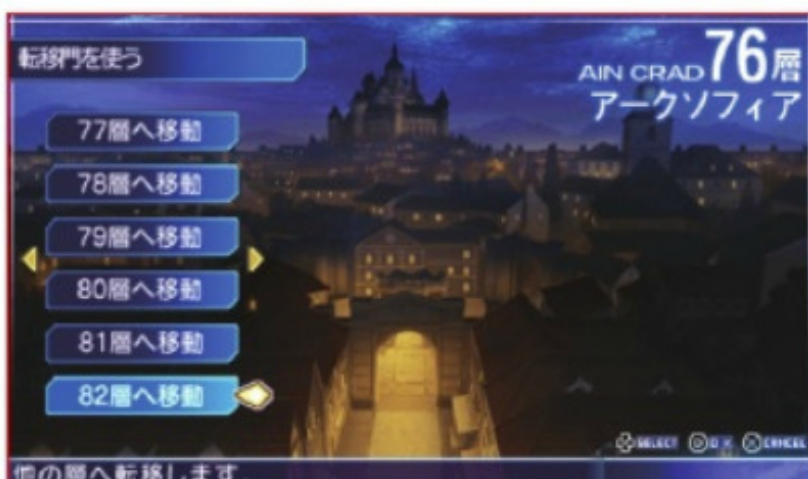 転移門を使う
AIN CRAD 76層
アークソフィア
77層へ移動
78層へ移動
79層へ移動
80層へ移動
81層へ移動
82層へ移動
SELECT OK CANCEL
他の層へ転移します。